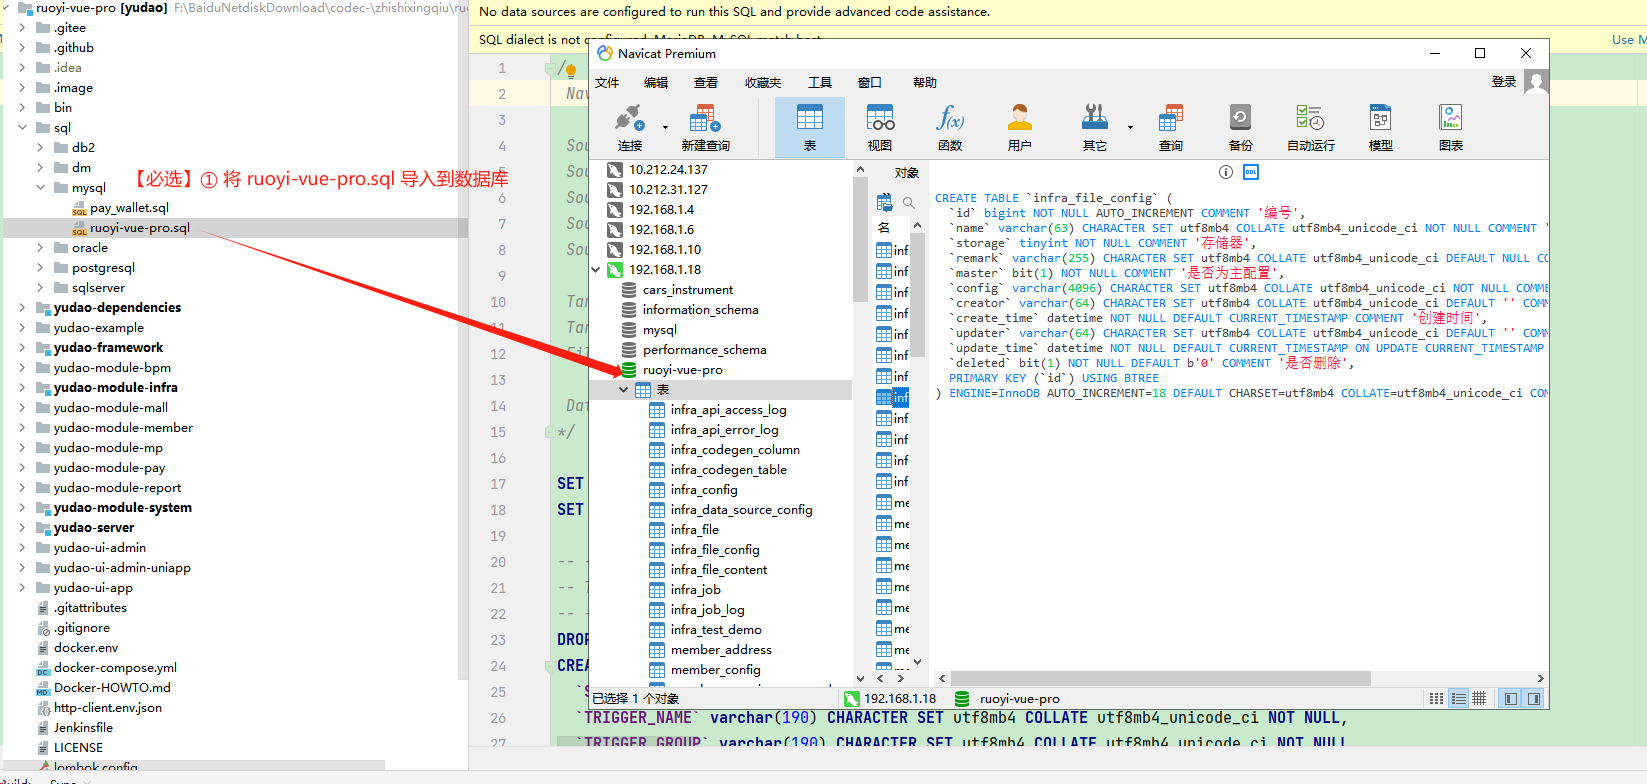 ruoyi-vue-pro [yudao] F:\BaiduNetdiskDownload\codec-\zhishixingqiu\ruo
.gitee
.github
.idea
.image
bin
sql
db2
dm
mysql
pay_wallet.sql
ruoyi-vue-pro.sql
oracle
postgresql
sqlserver
yudao-dependencies
yudao-example
yudao-framework
yudao-module-bpm
yudao-module-infra
yudao-module-mall
yudao-module-member
yudao-module-mp
yudao-module-pay
yudao-module-report
yudao-module-system
yudao-server
yudao-ui-admin
yudao-ui-admin-uniapp
yudao-ui-app
.gitattributes
.gitignore
docker.env
docker-compose.yml
Docker-HOWTO.md
http-client.env.json
Jenkinsfile
LICENSE
lombok.config
【必选】① 将 ruoyi-vue-pro.sql 导入到数据库
No data sources are configured to run this SQL and provide advanced code assistance.
SQL dialect is not configured.
Use M
1 /*
2 Nav
3
4 Sou
5 Sou
6 Sou
7 Sou
8 Sou
9
10 Tar
11 Tar
12 Fil
13
14 Dat
15 */
16
17 SET
18 SET
19
20 -- -
21 -- T
22 -- -
23 DROP
24 CREA
25 `S
26 `TRIGGER_NAME` varchar(190) CHARACTER SET utf8mb4 COLLATE utf8mb4_unicode_ci NOT NULL,
27 `TRIGGER_GROUP` varchar(190) CHARACTER SET utf8mb4 COLLATE utf8mb4_unicode_ci NOT NULL
Navicat Premium
文件 编辑 查看 收藏夹 工具 窗口 帮助
登录
连接 新建查询 表 视图 函数 用户 其它 查询 备份 自动运行 模型 图表
10.212.24.137
10.212.31.127
192.168.1.4
192.168.1.6
192.168.1.10
192.168.1.18
cars_instrument
information_schema
mysql
performance_schema
ruoyi-vue-pro
表
infra_api_access_log
infra_api_error_log
infra_codegen_column
infra_codegen_table
infra_config
infra_data_source_config
infra_file
infra_file_config
infra_file_content
infra_job
infra_job_log
infra_test_demo
member_address
member_config
对象
名
inf
inf
inf
inf
inf
inf
inf
inf
inf
inf
inf
inf
me
me
me
me
me
me
me
me
DDL
CREATE TABLE `infra_file_config` (
`id` bigint NOT NULL AUTO_INCREMENT COMMENT '编号',
`name` varchar(63) CHARACTER SET utf8mb4 COLLATE utf8mb4_unicode_ci NOT NULL COMMENT '
`storage` tinyint NOT NULL COMMENT '存储器',
`remark` varchar(255) CHARACTER SET utf8mb4 COLLATE utf8mb4_unicode_ci DEFAULT NULL CO
`master` bit(1) NOT NULL COMMENT '是否为主配置',
`config` varchar(4096) CHARACTER SET utf8mb4 COLLATE utf8mb4_unicode_ci NOT NULL COMME
`creator` varchar(64) CHARACTER SET utf8mb4 COLLATE utf8mb4_unicode_ci DEFAULT '' COMM
`create_time` datetime NOT NULL DEFAULT CURRENT_TIMESTAMP COMMENT '创建时间',
`updater` varchar(64) CHARACTER SET utf8mb4 COLLATE utf8mb4_unicode_ci DEFAULT '' COMM
`update_time` datetime NOT NULL DEFAULT CURRENT_TIMESTAMP ON UPDATE CURRENT_TIMESTAMP
`deleted` bit(1) NOT NULL DEFAULT b'0' COMMENT '是否删除',
PRIMARY KEY (`id`) USING BTREE
) ENGINE=InnoDB AUTO_INCREMENT=18 DEFAULT CHARSET=utf8mb4 COLLATE=utf8mb4_unicode_ci COM
已选择 1 个对象
192.168.1.18
ruoyi-vue-pro